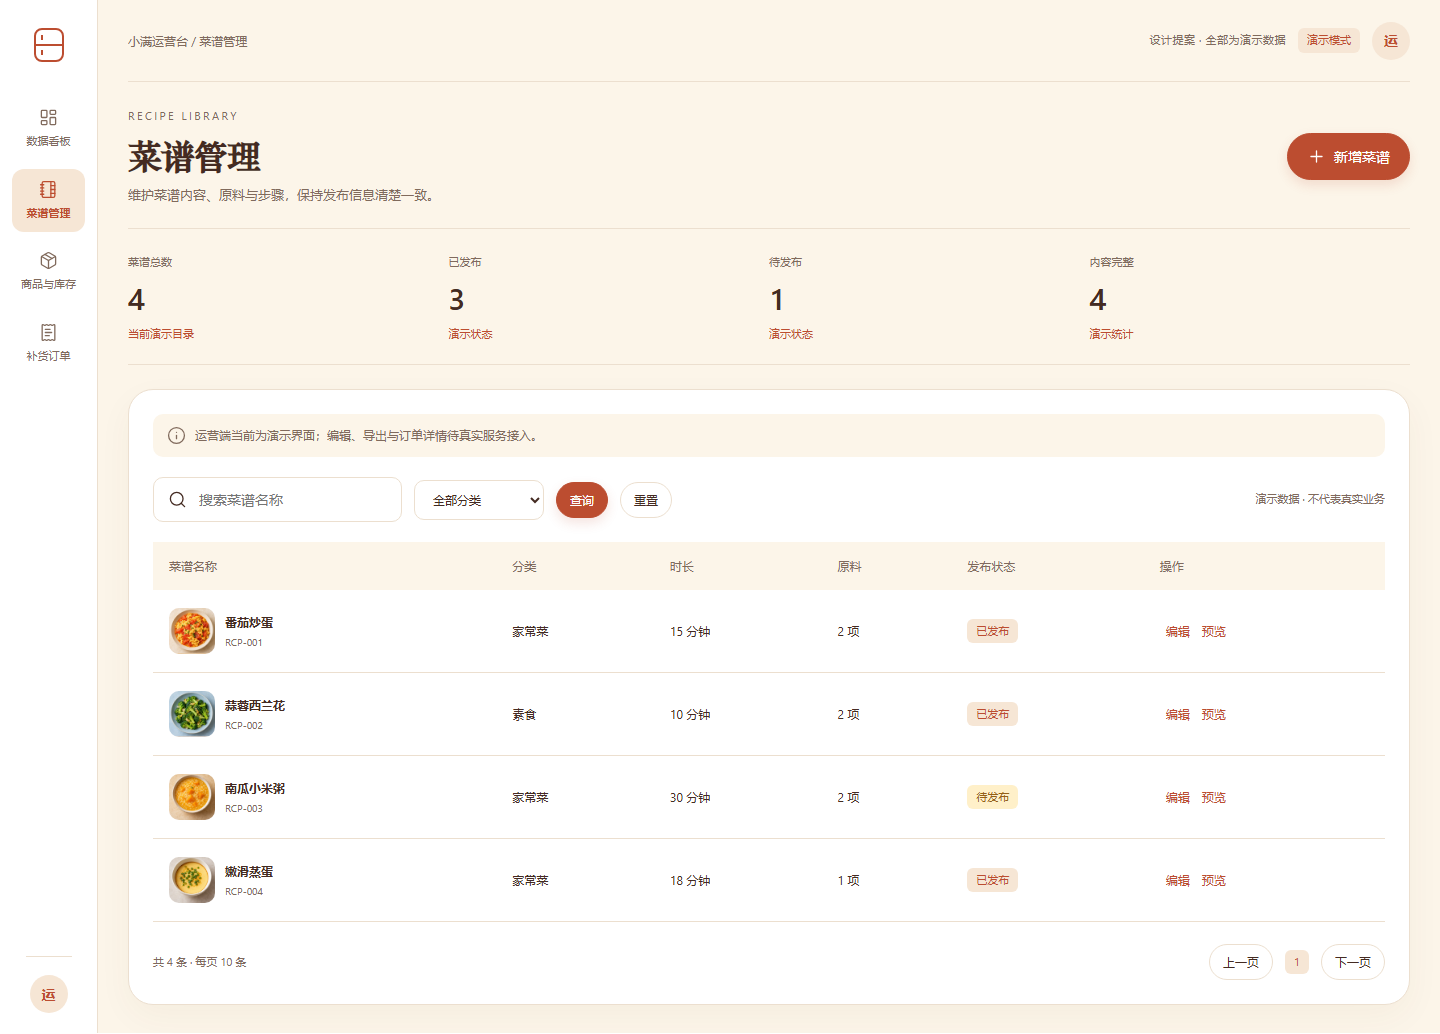 小满运营台 / 菜谱管理
设计提案 · 全部为演示数据
演示模式
运
数据看板
菜谱管理
商品与库存
补货订单
运
RECIPE LIBRARY
菜谱管理
维护菜谱内容、原料与步骤，保持发布信息清楚一致。
新增菜谱
菜谱总数
4
当前演示目录
已发布
3
演示状态
待发布
1
演示状态
内容完整
4
演示统计
运营端当前为演示界面；编辑、导出与订单详情待真实服务接入。
搜索菜谱名称
全部分类
查询
重置
演示数据 · 不代表真实业务
菜谱名称 分类 时长 原料 发布状态 操作
番茄炒蛋
RCP-001
家常菜 15 分钟 2 项 已发布 编辑 预览
蒜蓉西兰花
RCP-002
素食 10 分钟 2 项 已发布 编辑 预览
南瓜小米粥
RCP-003
家常菜 30 分钟 2 项 待发布 编辑 预览
嫩滑蒸蛋
RCP-004
家常菜 18 分钟 1 项 已发布 编辑 预览
共 4 条 · 每页 10 条
上一页 1 下一页